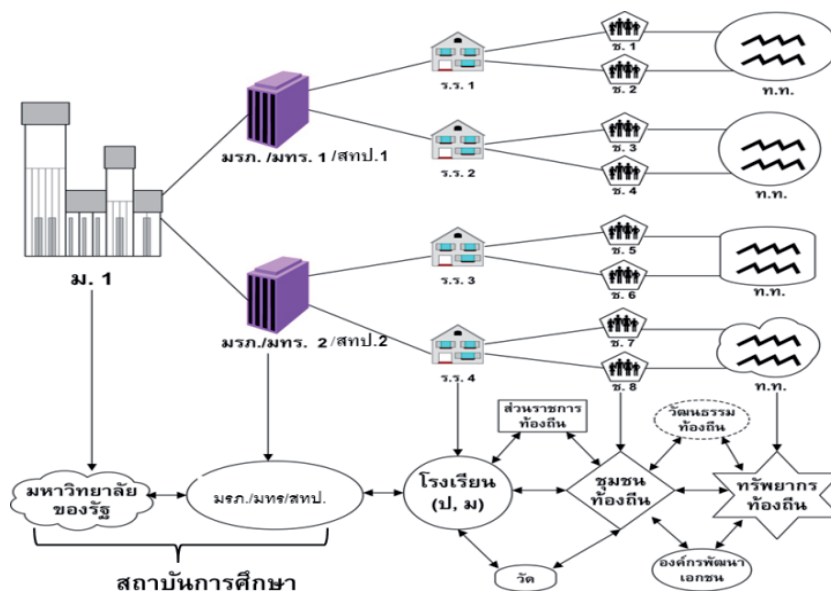 ช. 1
ช. 2
ท.ท.
ร.ร. 1
มรภ. /มทร. 1 /สทป.1
ช. 3
ช. 4
ท.ท.
ร.ร. 2
ม. 1
ช. 5
ช. 6
ท.ท.
ร.ร. 3
มรภ./มทร. 2 /สทป.2
ช. 7
ช. 8
ท.ท.
ร.ร. 4
ส่วนราชการ
ท้องถิ่น
วัฒนธรรม
ท้องถิ่น
มหาวิทยาลัย
ของรัฐ
มรภ./มทร/สทป.
โรงเรียน
(ป, ม)
ชุมชน
ท้องถิ่น
ทรัพยากร
ท้องถิ่น
วัด
องค์กรพัฒนา
เอกชน
สถาบันการศึกษา